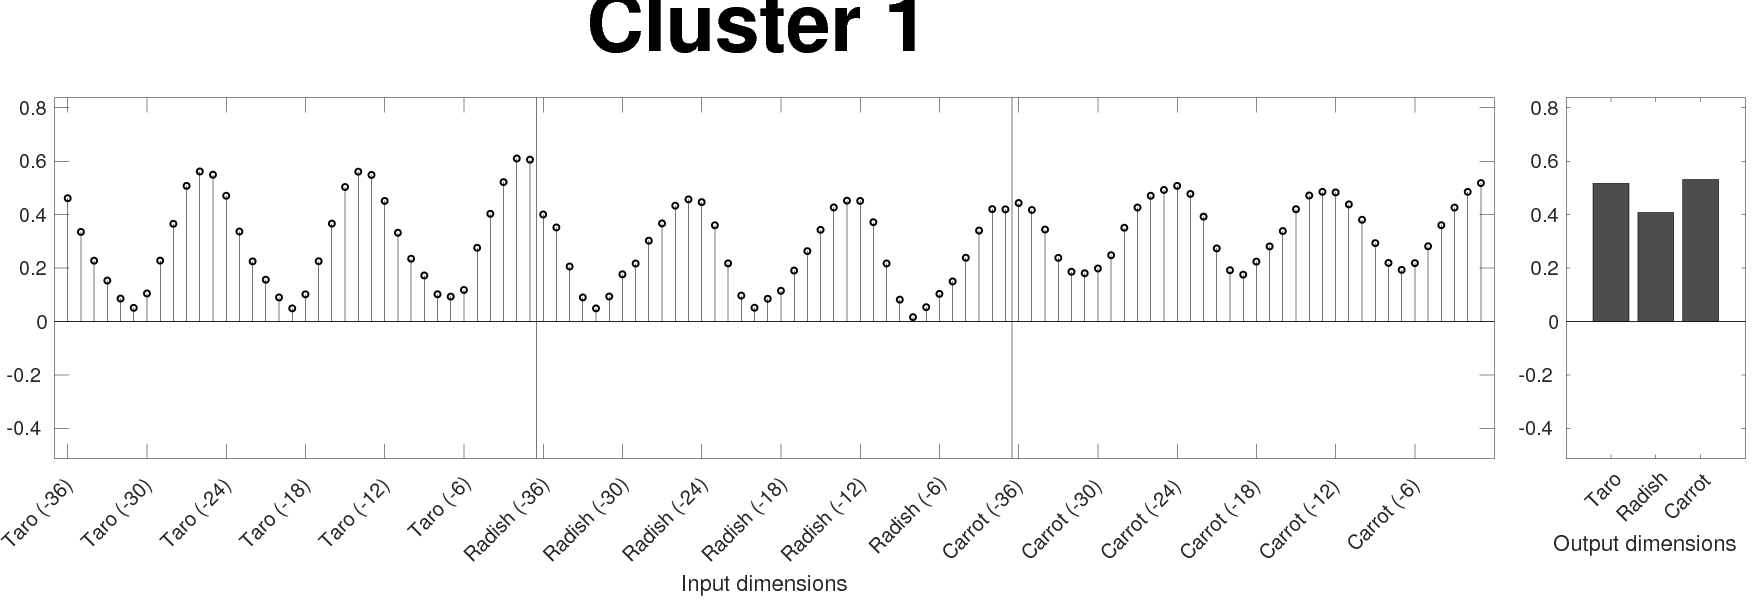 Cluster 1
0.8
0.6
0.4
0.2
0
-0.2
-0.4
Taro (-36)
Taro (-30)
Taro (-24)
Taro (-18)
Taro (-12)
Taro (-6)
Radish (-36)
Radish (-30)
Radish (-24)
Radish (-18)
Radish (-12)
Radish (-6)
Carrot (-36)
Carrot (-30)
Carrot (-24)
Carrot (-18)
Carrot (-12)
Carrot (-6)
Input dimensions
0.8
0.6
0.4
0.2
0
-0.2
-0.4
Taro
Radish
Carrot
Output dimensions